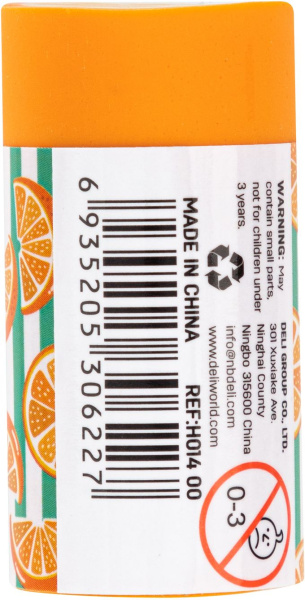 WARNING: May
contain small parts,
not for children under
3 years.
DELI GROUP CO., LTD.
301 Xuxiake Ave.
Ninghai County
Ningbo 315600 China
info@nbdeli.com
www.deliworld.com
0-3
MADE IN CHINA REF:H014 00
6 935205 306227